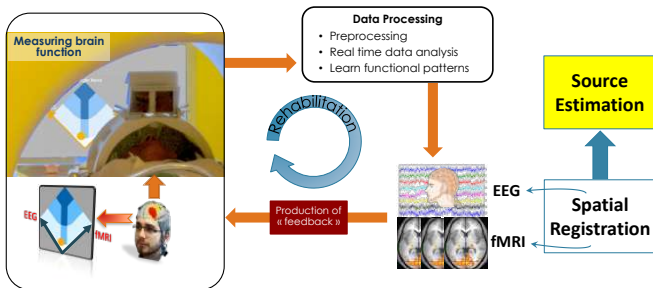 Measuring brain
function
Data Processing
• Preprocessing
• Real time data analysis
• Learn functional patterns
Rehabilitation
Source
Estimation
EEG
fMRI
EEG
fMRI
Spatial
Registration
Production of
« feedback »